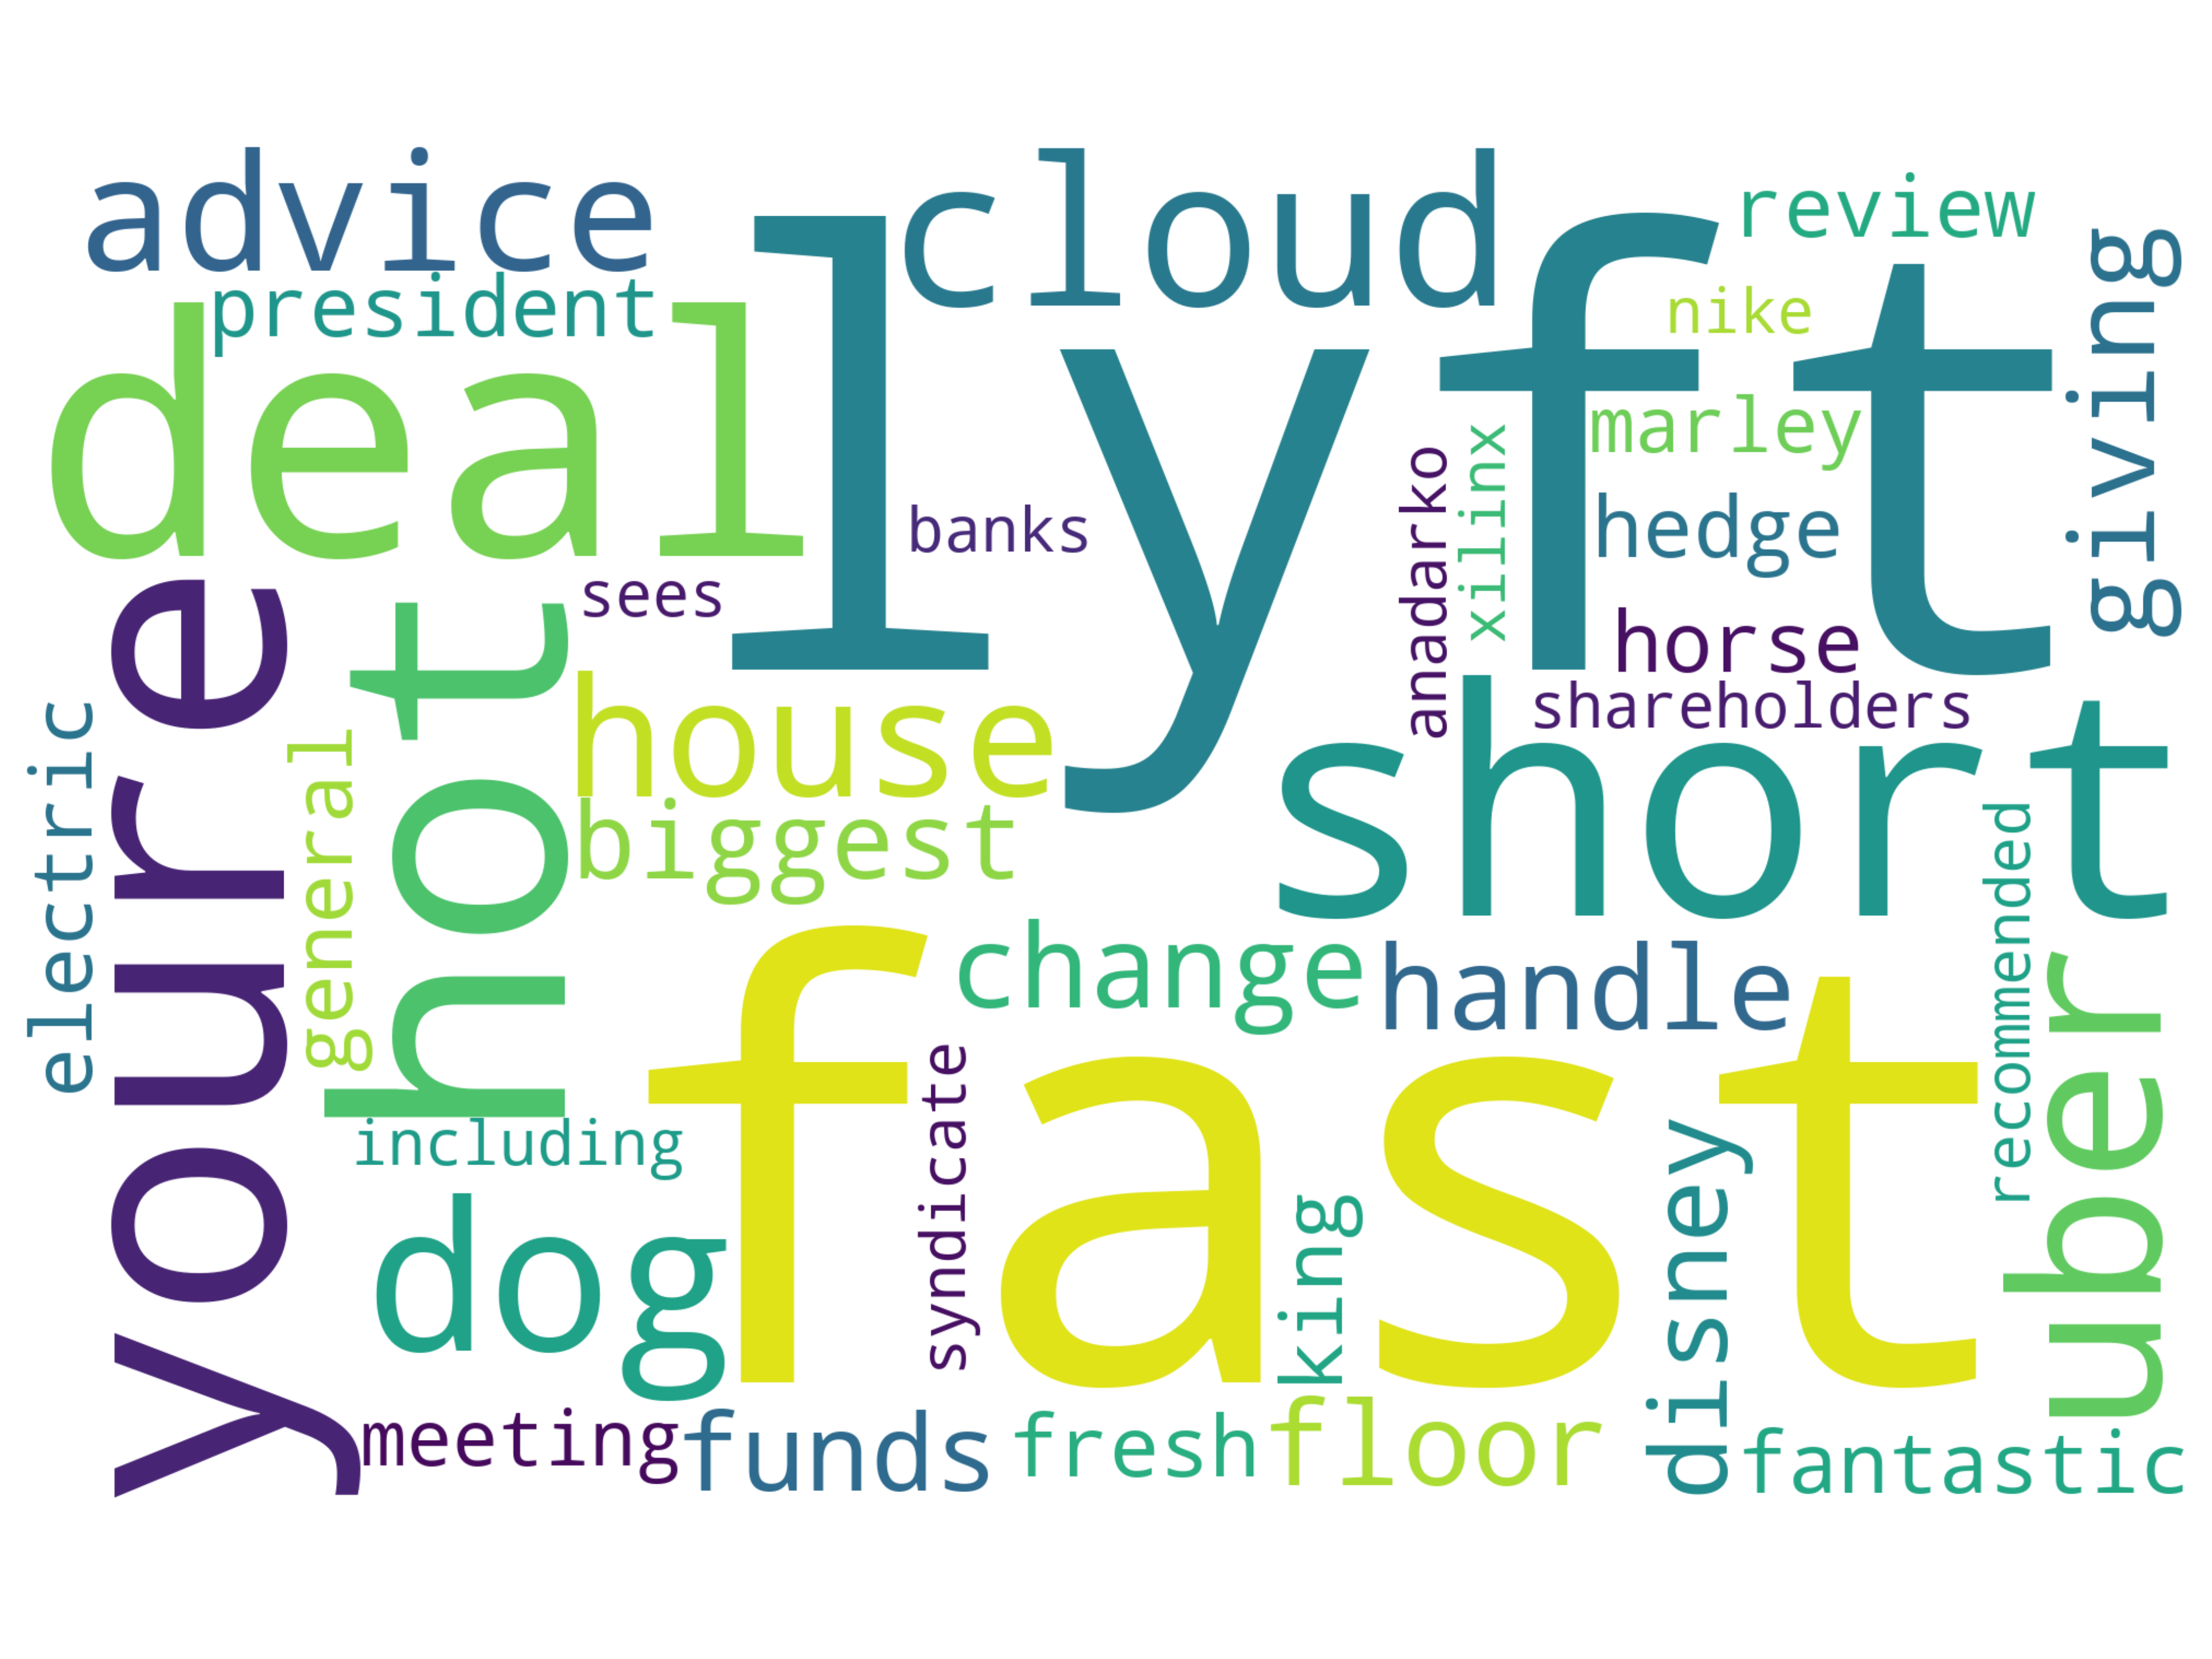 advice
cloud
review
president
nike
giving
deal
lyft
marley
banks
anadarko
xilinx
hedge
sees
horse
shareholders
electric
youre
general
hot
house
short
biggest
recommended
change
handle
uber
including
fast
syndicate
dog
king
disney
meeting
funds
fresh
floor
fantastic